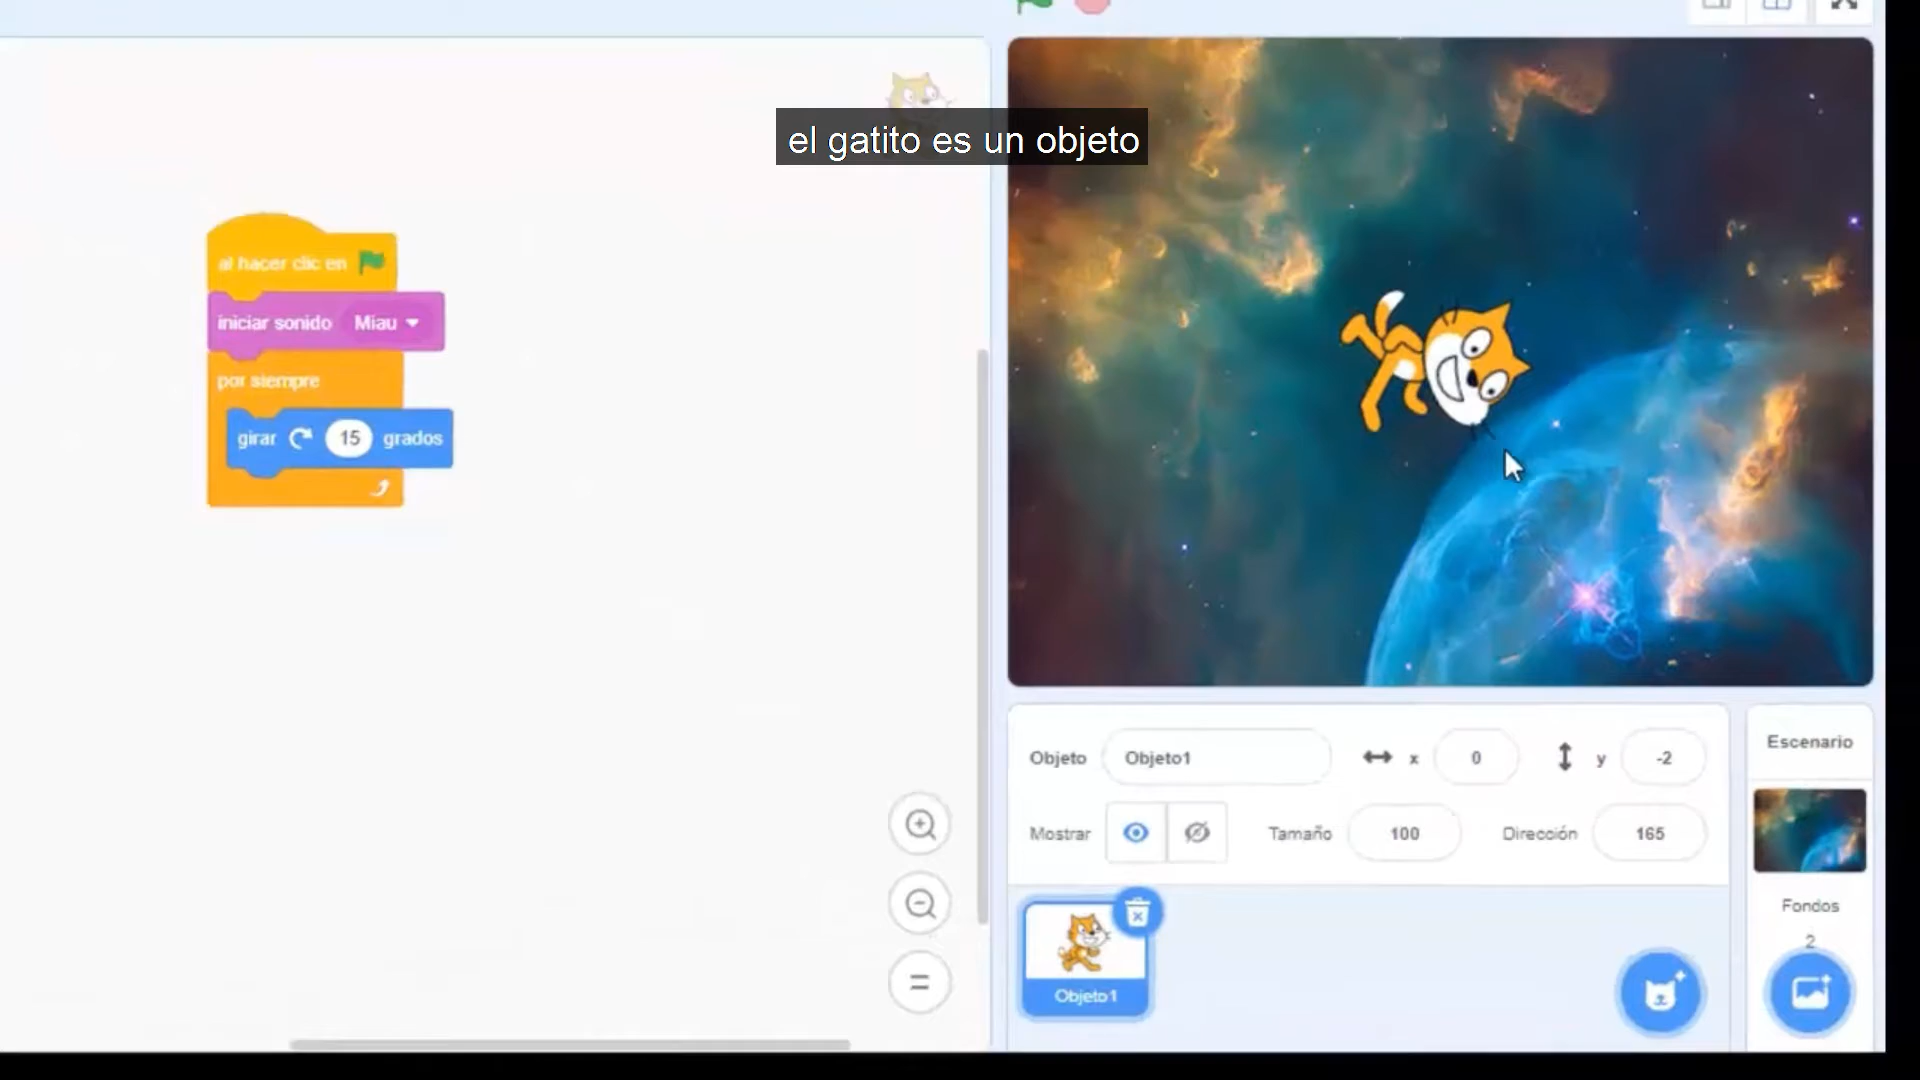 el gatito es un objeto
al hacer clic en
iniciar sonido Miau
por siempre
girar 15 grados
Objeto Objeto1 x 0 y -2
Mostrar Tamaño 100 Dirección 165
Objeto1
Escenario
Fondos
2